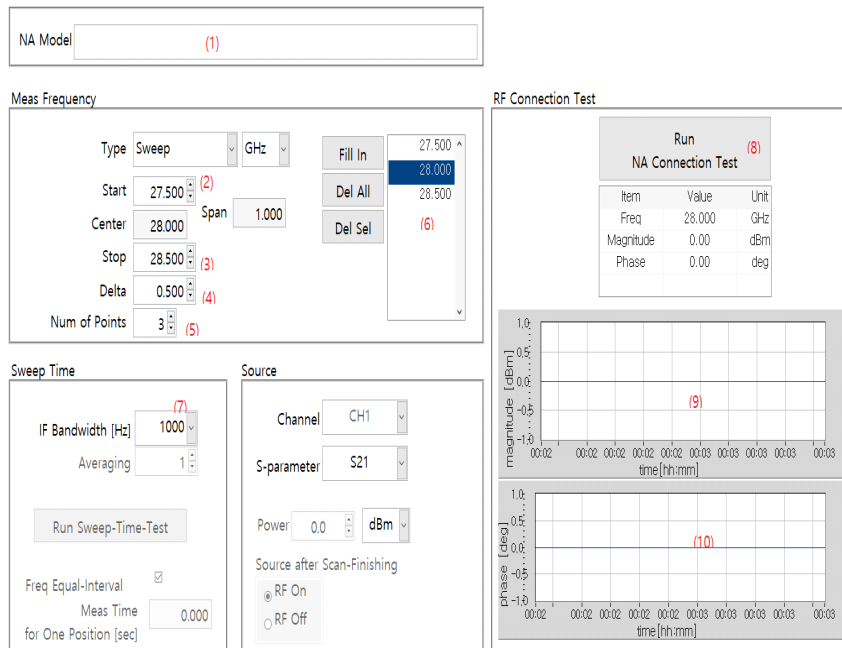 NA Model (1)
Meas Frequency
Type Sweep GHz
Start 27.500 (2)
Center 28.000 Span 1.000
Stop 28.500 (3)
Delta 0.500 (4)
Num of Points 3 (5)
Fill In
Del All
Del Sel
27.500
28.000
28.500
(6)
Sweep Time
IF Bandwidth [Hz] 1000 (7)
Averaging 1
Run Sweep-Time-Test
Freq Equal-Interval
Meas Time
for One Position [sec] 0.000
Source
Channel CH1
S-parameter S21
Power 0.0 dBm
Source after Scan-Finishing
RF On
RF Off
RF Connection Test
Run
NA Connection Test (8)
Item Value Unit
Freq 28.000 GHz
Magnitude 0.00 dBm
Phase 0.00 deg
magnitude [dBm]
1.0
0.5
0.0
-0.5
-1.0
(9)
00:02 00:02 00:02 00:02 00:02 00:03 00:03 00:03 00:03 00:03
time[hh:mm]
phase [deg]
1.0
0.5
0.0
-0.5
-1.0
(10)
00:02 00:02 00:02 00:02 00:03 00:03 00:03 00:03 00:03
time[hh:mm]